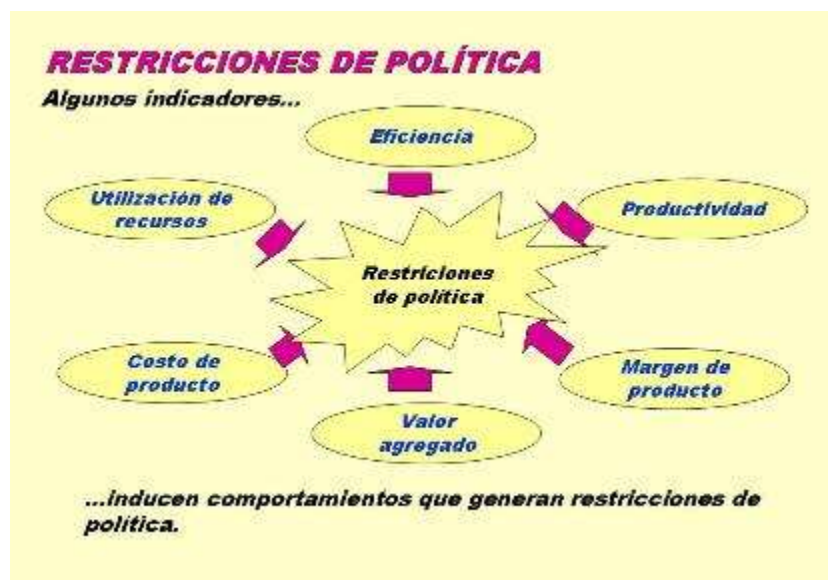 RESTRICCIONES DE POLÍTICA
Algunos indicadores...
Eficiencia
Utilización de
recursos
Productividad
Restriciones
de política
Costo de
producto
Margen de
producto
Valor
agregado
...inducen comportamientos que generan restricciones de
política.